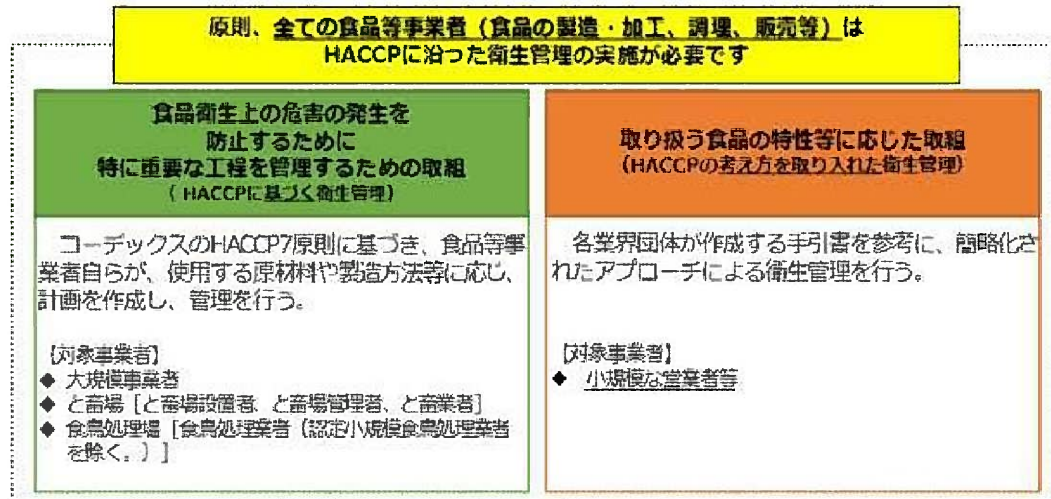 原則、全ての食品等事業者（食品の製造・加工、調理、販売等）は
HACCPに沿った衛生管理の実施が必要です
食品衛生上の危害の発生を
防止するために
特に重要な工程を管理するための取組
（HACCPに基づく衛生管理）
コーデックスのHACCP7原則に基づき、食品等事
業者自らが、使用する原材料や製造方法等に応じ、
計画を作成し、管理を行う。
【対象事業者】
◆ 大規模事業者
◆ と畜場［と畜場設置者、と畜場管理者、と畜業者］
◆ 食鳥処理場［食鳥処理業者（認定小規模食鳥処理業者
を除く。）］
取り扱う食品の特性等に応じた取組
（HACCPの考え方を取り入れた衛生管理）
各業界団体が作成する手引書を参考に、簡略化さ
れたアプローチによる衛生管理を行う。
【対象事業者】
◆ 小規模な営業者等